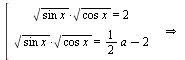 √(sin x) · √(cos x) = 2
√(sin x) · √(cos x) = 1/2 a − 2 ⇒